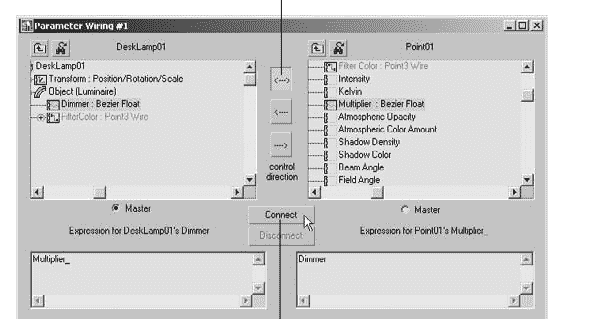 Parameter Wiring #1
DeskLamp01
Point01
DeskLamp01
Transform : Position/Rotation/Scale
Object (Luminaire)
Dimmer : Bezier Float
FilterColor : Point3 Wire
Filter Color : Point3 Wire
Intensity
Kelvin
Multiplier : Bezier Float
Atmospheric Opacity
Atmospheric Color Amount
Shadow Density
Shadow Color
Beam Angle
Field Angle
<--->
<----
---->
control
direction
Master
Master
Connect
Disconnect
Expression for DeskLamp01's Dimmer
Expression for Point01's Multiplier_
Multiplier_
Dimmer